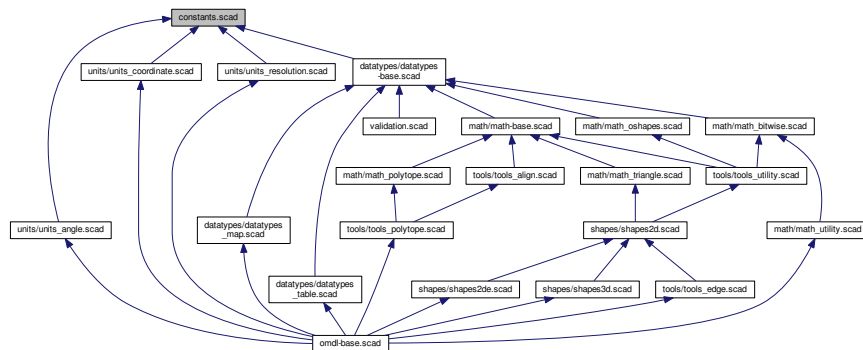 constants.scad
units/units_coordinate.scad
units/units_resolution.scad
datatypes/datatypes
-base.scad
validation.scad
math/math-base.scad
math/math_oshapes.scad
math/math_bitwise.scad
math/math_polytope.scad
tools/tools_align.scad
math/math_triangle.scad
tools/tools_utility.scad
units/units_angle.scad
datatypes/datatypes
_map.scad
tools/tools_polytope.scad
shapes/shapes2d.scad
math/math_utility.scad
datatypes/datatypes
_table.scad
shapes/shapes2de.scad
shapes/shapes3d.scad
tools/tools_edge.scad
omdl-base.scad